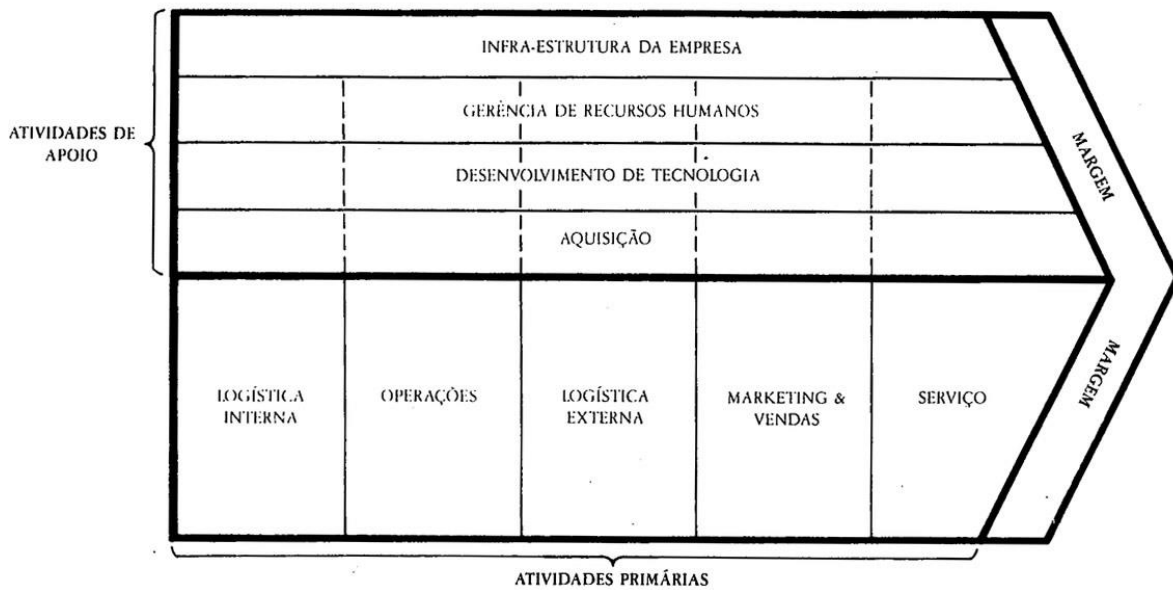 INFRA-ESTRUTURA DA EMPRESA
GERÊNCIA DE RECURSOS HUMANOS
ATIVIDADES DE
APOIO
DESENVOLVIMENTO DE TECNOLOGIA
AQUISIÇÃO
MARGEM
LOGÍSTICA
INTERNA
OPERAÇÕES
LOGÍSTICA
EXTERNA
MARKETING &
VENDAS
SERVIÇO
MARGEM
ATIVIDADES PRIMÁRIAS